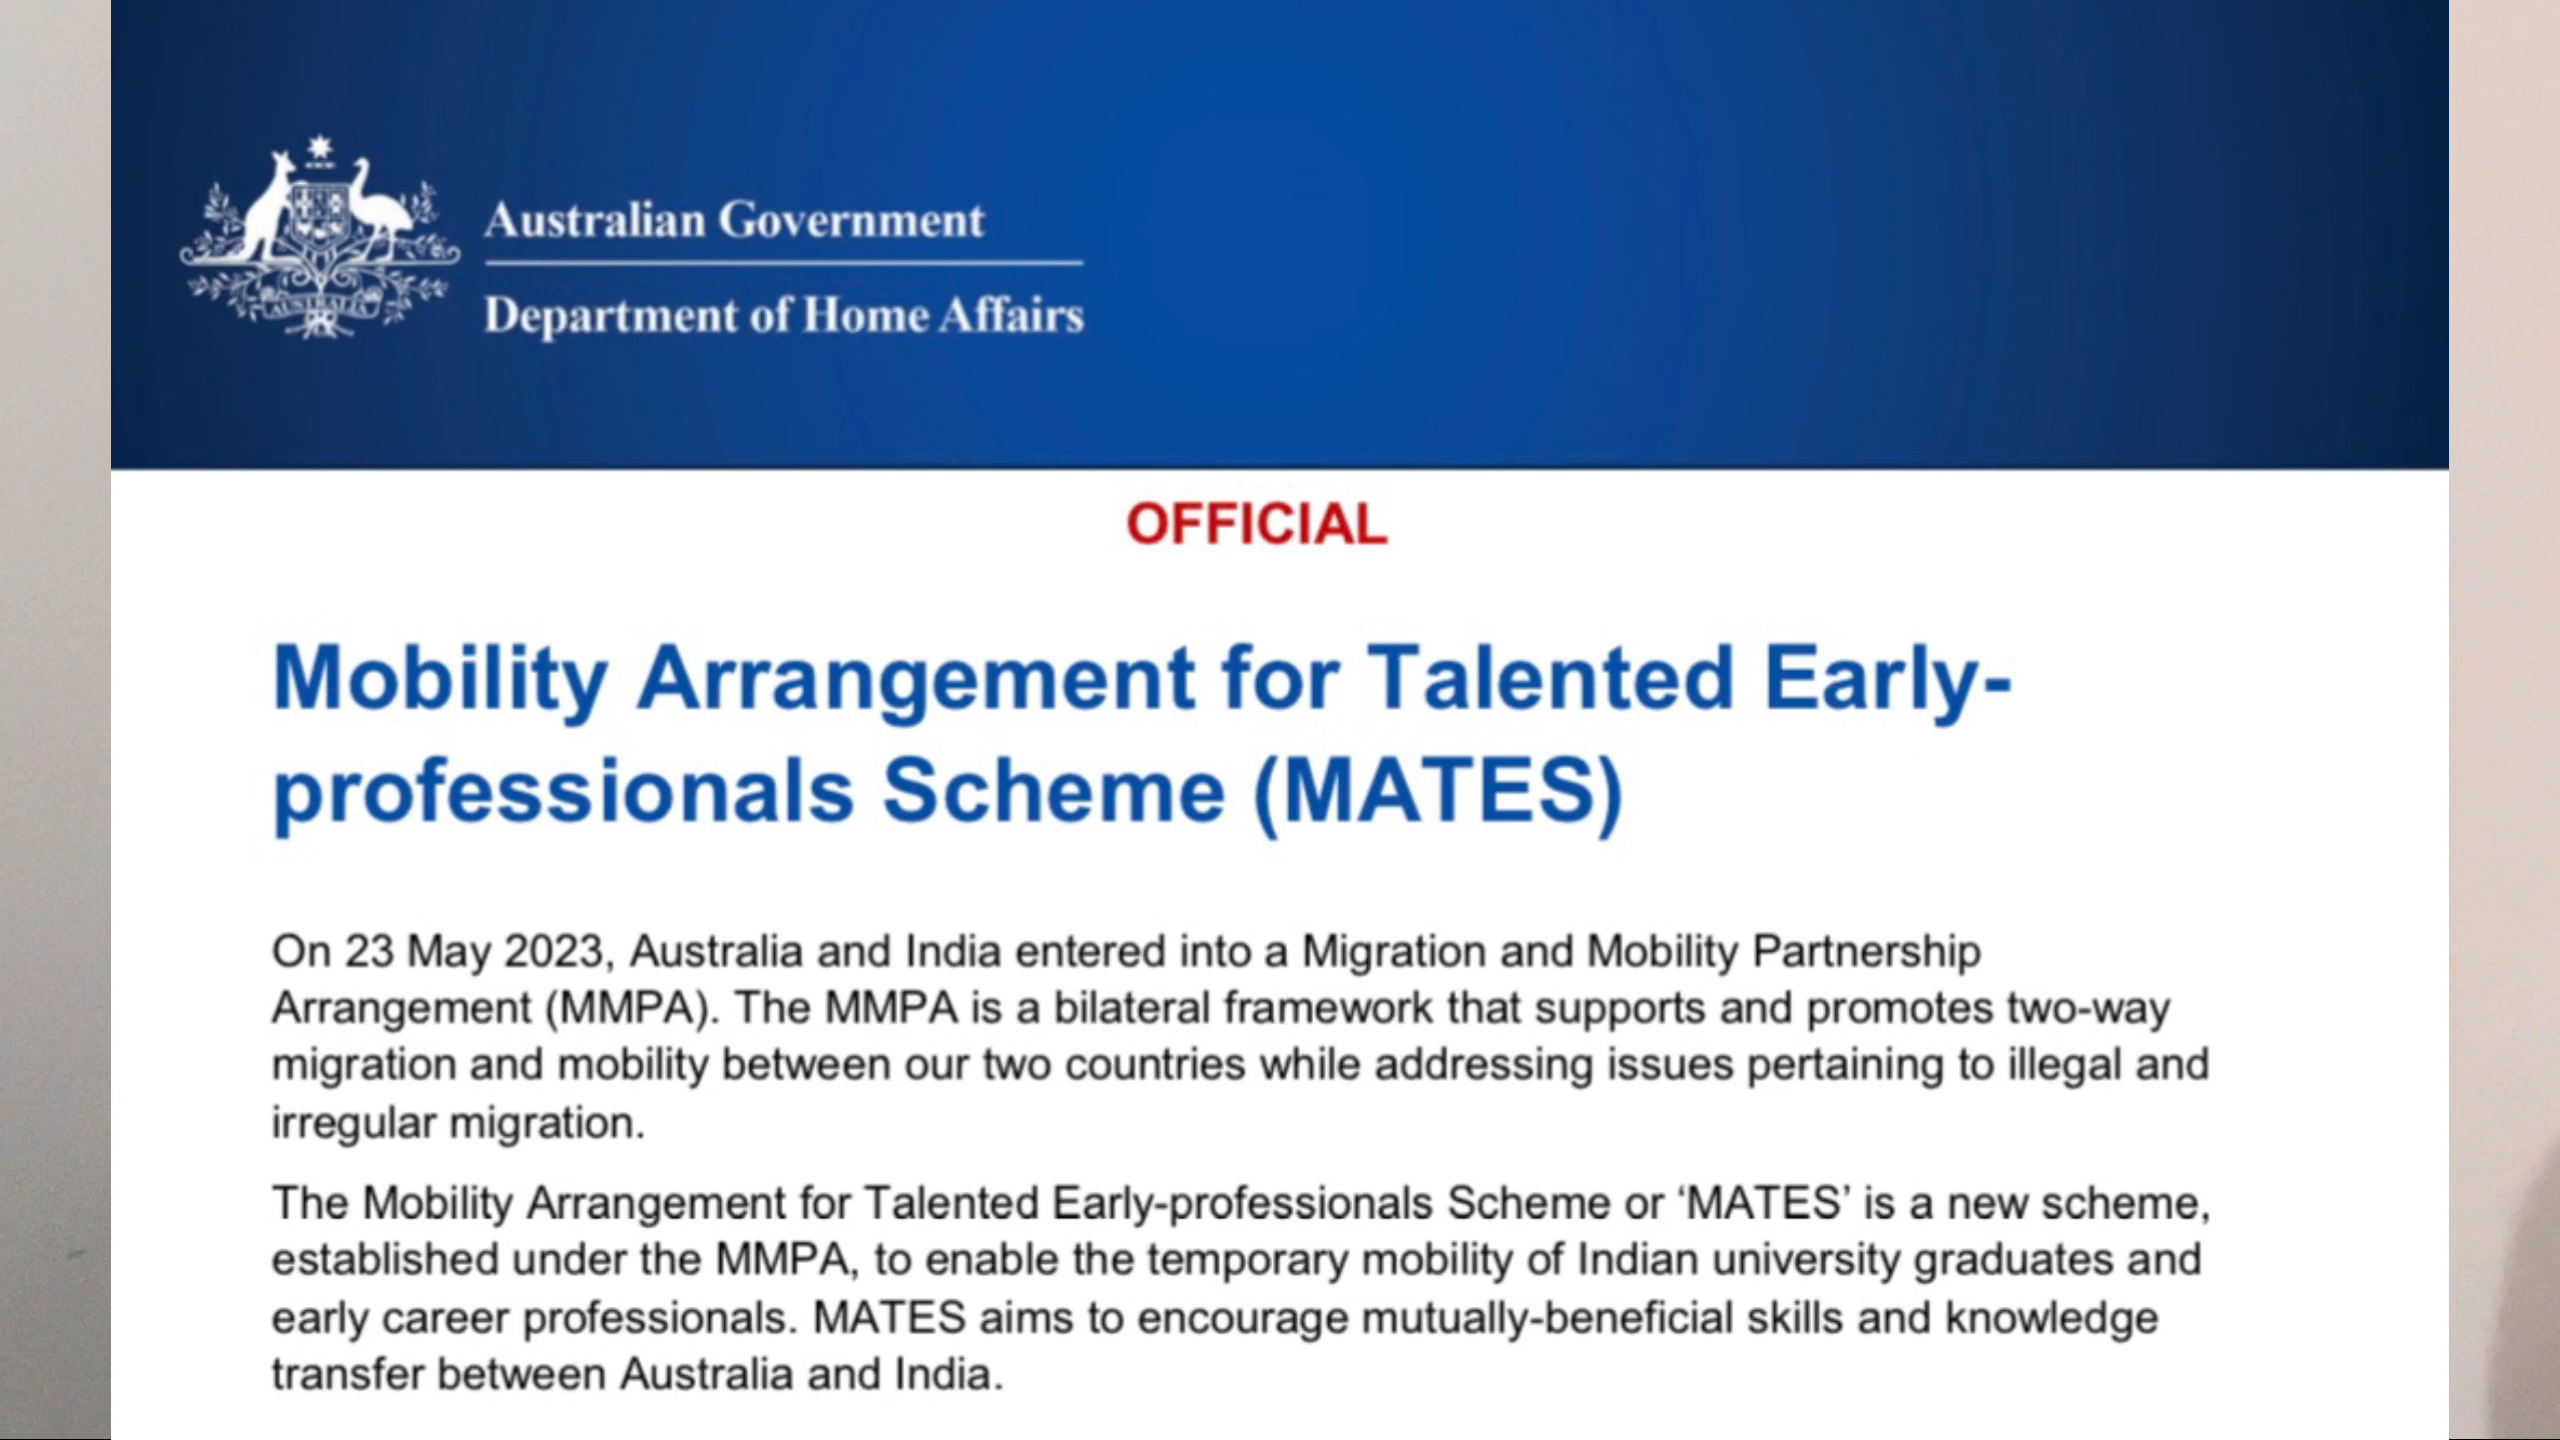 Australian Government
Department of Home Affairs
AUSTRALIA
OFFICIAL
Mobility Arrangement for Talented Early-
professionals Scheme (MATES)
On 23 May 2023, Australia and India entered into a Migration and Mobility Partnership
Arrangement (MMPA). The MMPA is a bilateral framework that supports and promotes two-way
migration and mobility between our two countries while addressing issues pertaining to illegal and
irregular migration.
The Mobility Arrangement for Talented Early-professionals Scheme or ‘MATES’ is a new scheme,
established under the MMPA, to enable the temporary mobility of Indian university graduates and
early career professionals. MATES aims to encourage mutually-beneficial skills and knowledge
transfer between Australia and India.